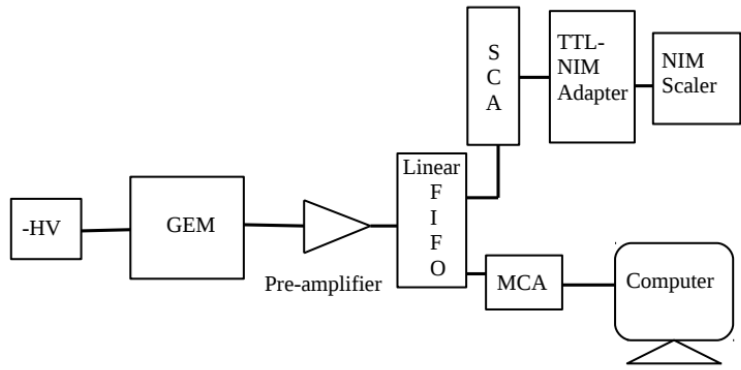 -HV
GEM
Pre-amplifier
Linear
F
I
F
O
S
C
A
TTL-
NIM
Adapter
NIM
Scaler
MCA
Computer